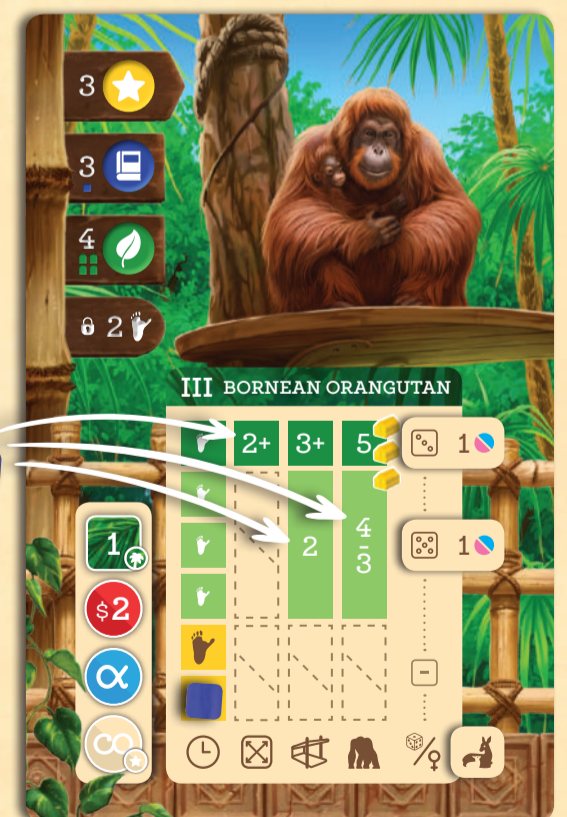 3
3
4
2
III BORNEAN ORANGUTAN
2+ 3+ 5 1
2 4-3 1
-
1
$2
α
∞